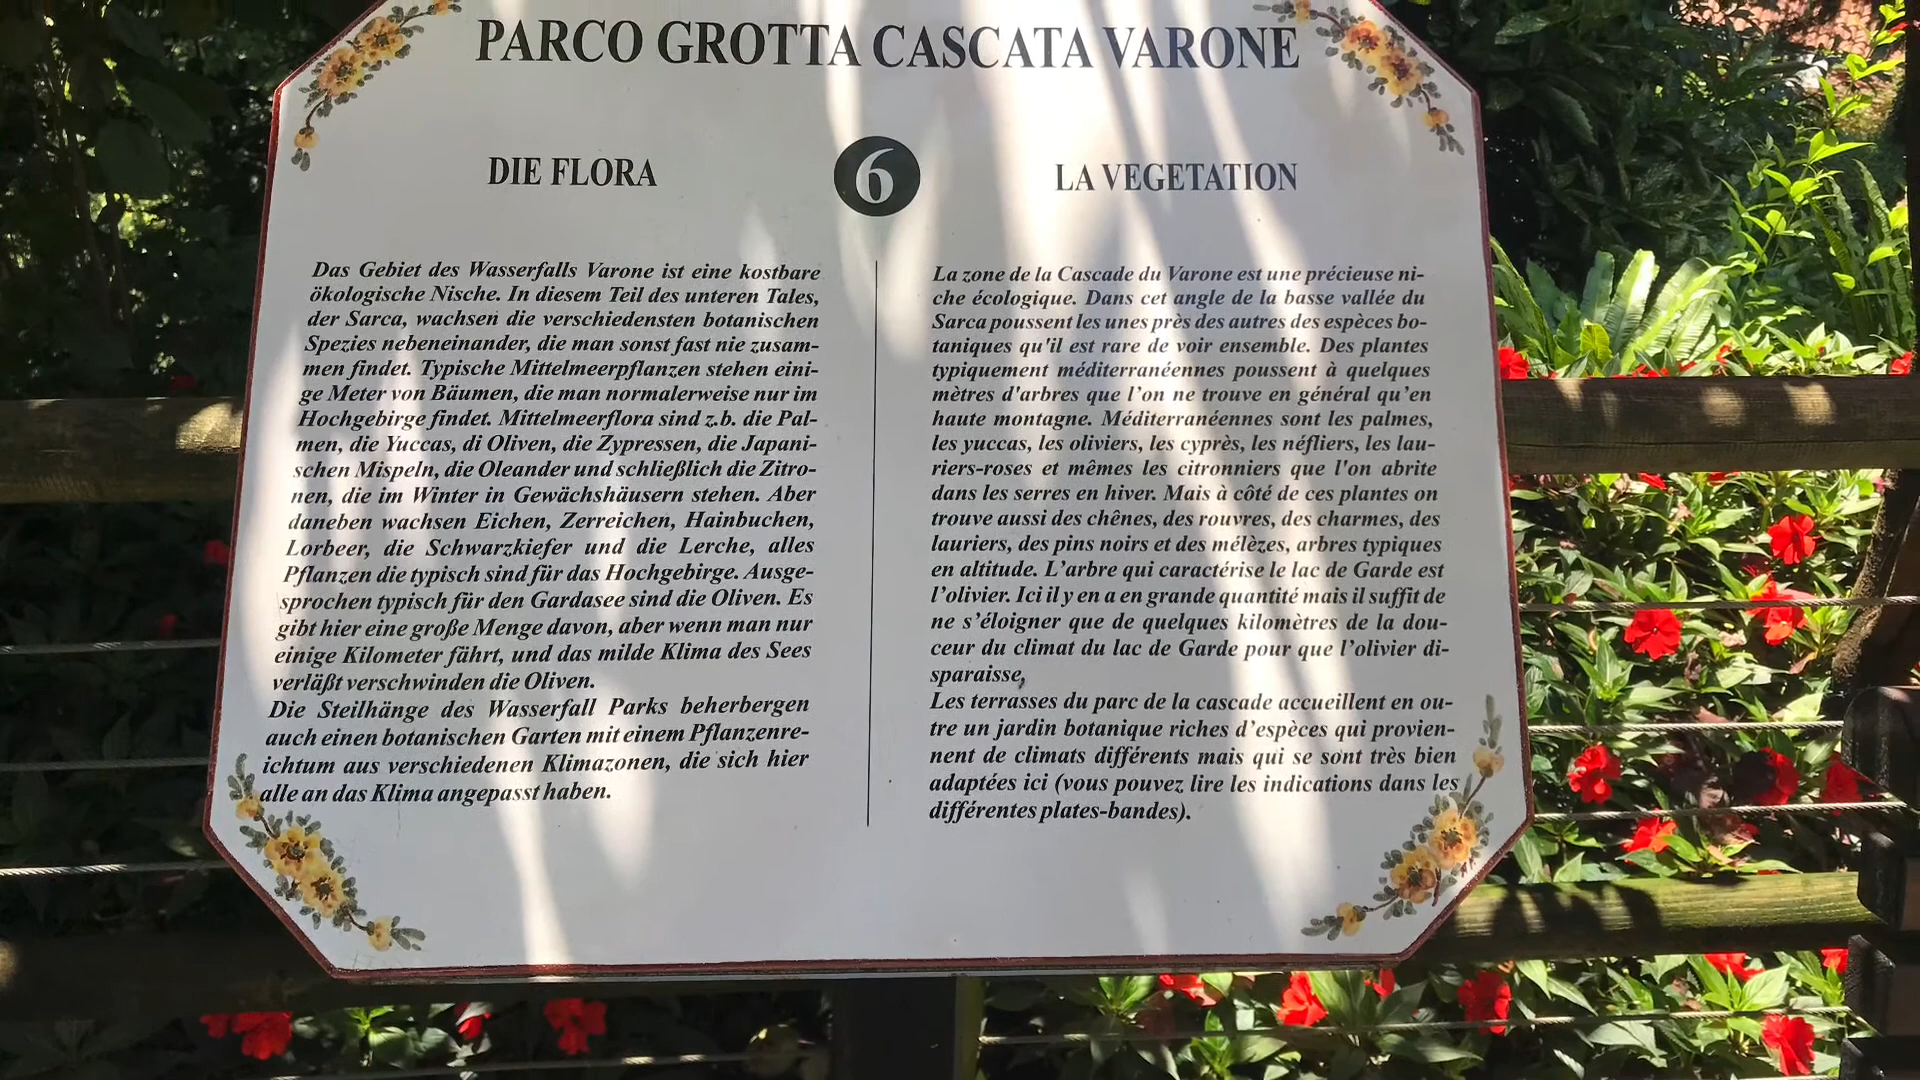 PARCO GROTTA CASCATA VARONE
6
DIE FLORA
Das Gebiet des Wasserfalls Varone ist eine kostbare
ökologische Nische. In diesem Teil des unteren Tales,
der Sarca, wachsen die verschiedensten botanischen
Spezies nebeneinander, die man sonst fast nie zusam-
men findet. Typische Mittelmeerpflanzen stehen eini-
ge Meter von Bäumen, die man normalerweise nur im
Hochgebirge findet. Mittelmeerflora sind z.b. die Pal-
men, die Yuccas, di Oliven, die Zypressen, die Japani-
schen Mispeln, die Oleander und schließlich die Zitro-
nen, die im Winter in Gewächshäusern stehen. Aber
daneben wachsen Eichen, Zerreichen, Hainbuchen,
Lorbeer, die Schwarzkiefer und die Lerche, alles
Pflanzen die typisch sind für das Hochgebirge. Ausge-
sprochen typisch für den Gardasee sind die Oliven. Es
gibt hier eine große Menge davon, aber wenn man nur
einige Kilometer fährt, und das milde Klima des Sees
verläßt verschwinden die Oliven.
Die Steilhänge des Wasserfall Parks beherbergen
auch einen botanischen Garten mit einem Pflanzenre-
ichtum aus verschiedenen Klimazonen, die sich hier
alle an das Klima angepasst haben.
LA VEGETATION
La zone de la Cascade du Varone est une précieuse ni-
che écologique. Dans cet angle de la basse vallée du
Sarca poussent les unes près des autres des espèces bo-
taniques qu'il est rare de voir ensemble. Des plantes
typiquement méditerranéennes poussent à quelques
mètres d'arbres que l'on ne trouve en général qu'en
haute montagne. Méditerranéennes sont les palmes,
les yuccas, les oliviers, les cyprès, les néfliers, les lau-
riers-roses et mêmes les citronniers que l'on abrite
dans les serres en hiver. Mais à côté de ces plantes on
trouve aussi des chênes, des rouvres, des charmes, des
lauriers, des pins noirs et des mélèzes, arbres typiques
en altitude. L'arbre qui caractérise le lac de Garde est
l'olivier. Ici il y en a en grande quantité mais il suffit de
ne s'éloigner que de quelques kilomètres de la dou-
ceur du climat du lac de Garde pour que l'olivier di-
sparaisse,
Les terrasses du parc de la cascade accueillent en ou-
tre un jardin botanique riches d'espèces qui provien-
nent de climats différents mais qui se sont très bien
adaptées ici (vous pouvez lire les indications dans les
différentes plates-bandes).